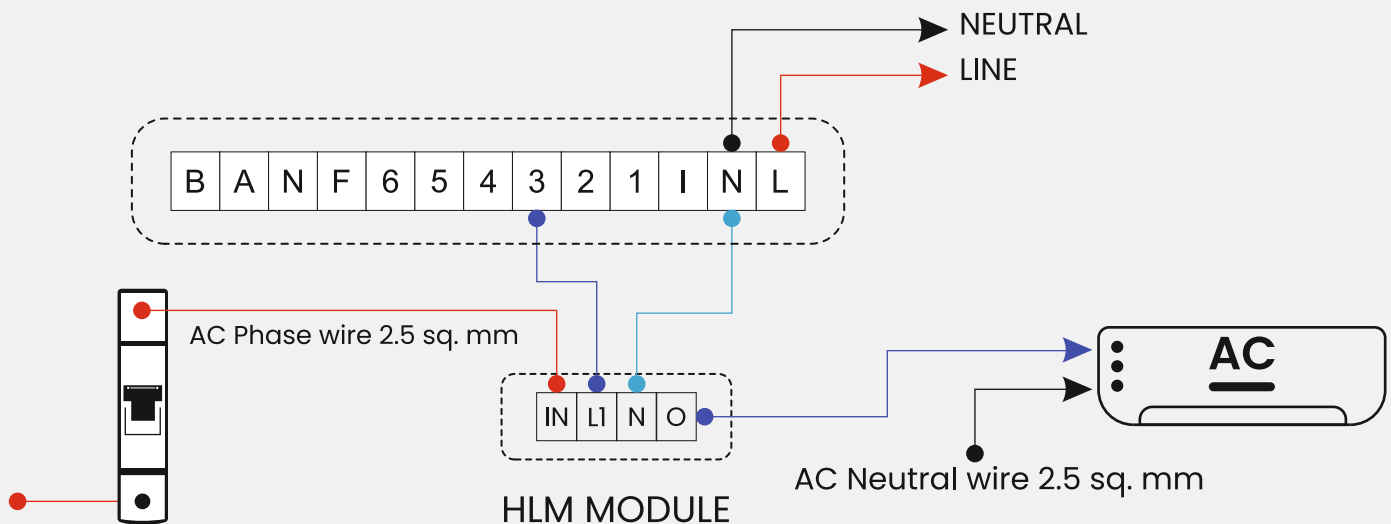 NEUTRAL
LINE
B A N F 6 5 4 3 2 1 I N L
AC Phase wire 2.5 sq. mm
AC
IN L1 N O
AC Neutral wire 2.5 sq. mm
HLM MODULE